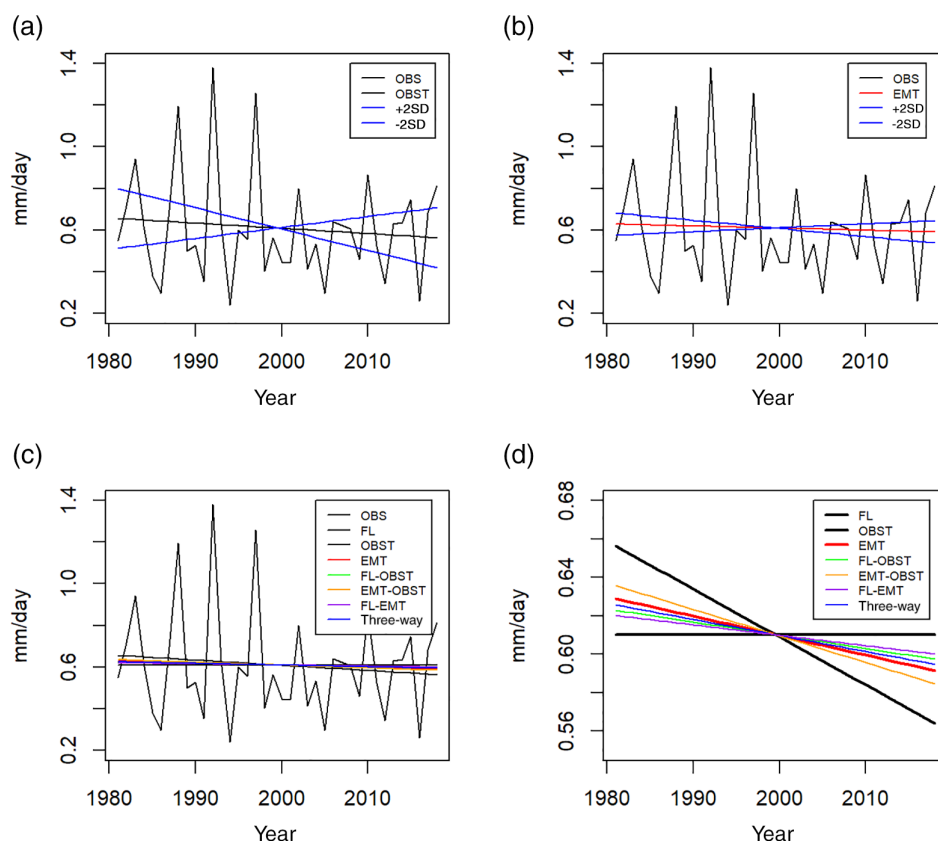 (a)
1.4
1.0
0.6
0.2
mm/day
OBS
OBST
+2SD
-2SD
1980 1990 2000 2010
Year
(b)
1.4
1.0
0.6
0.2
mm/day
OBS
EMT
+2SD
-2SD
1980 1990 2000 2010
Year
(c)
1.4
1.0
0.6
0.2
mm/day
OBS
FL
OBST
EMT
FL-OBST
EMT-OBST
FL-EMT
Three-way
1980 1990 2000 2010
Year
(d)
0.68
0.64
0.60
0.56
mm/day
FL
OBST
EMT
FL-OBST
EMT-OBST
FL-EMT
Three-way
1980 1990 2000 2010
Year